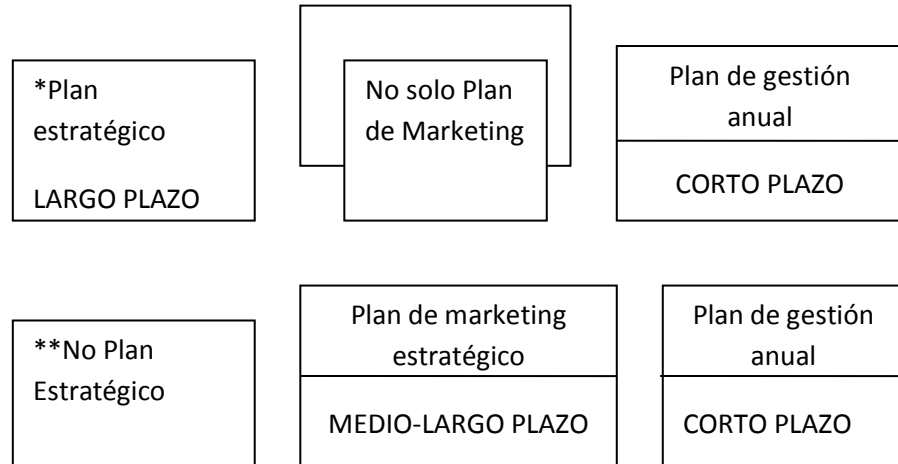 *Plan
estratégico
LARGO PLAZO
No solo Plan
de Marketing
Plan de gestión
anual
CORTO PLAZO
**No Plan
Estratégico
Plan de marketing
estratégico
MEDIO-LARGO PLAZO
Plan de gestión
anual
CORTO PLAZO